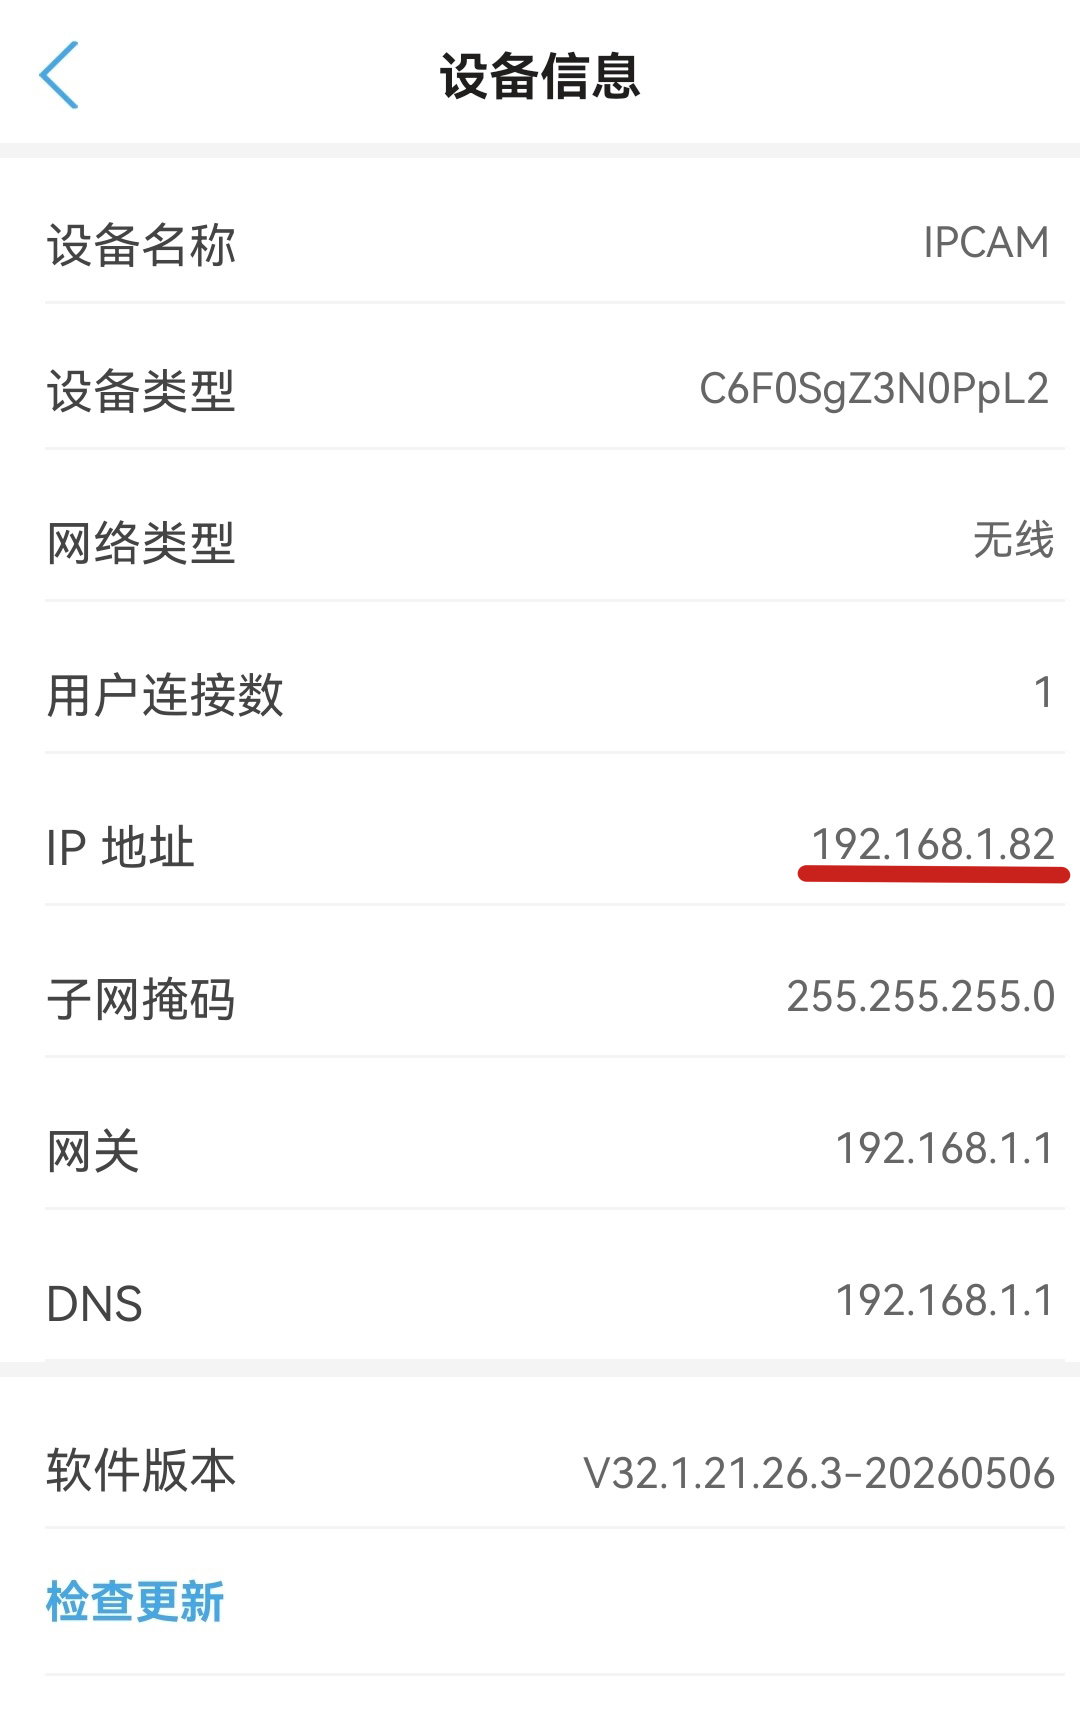 设备信息
设备名称 IPCAM
设备类型 C6F0SgZ3N0PpL2
网络类型 无线
用户连接数 1
IP 地址 192.168.1.82
子网掩码 255.255.255.0
网关 192.168.1.1
DNS 192.168.1.1
软件版本 V32.1.21.26.3-20260506
检查更新